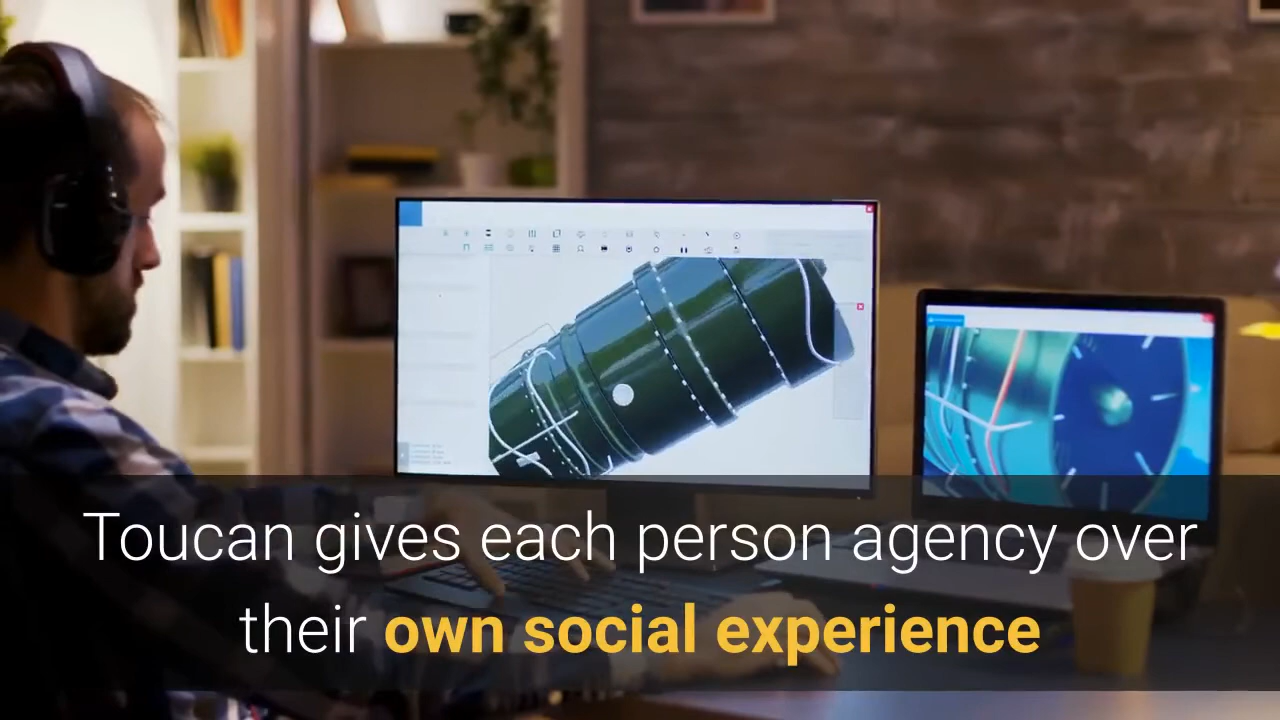 Toucan gives each person agency over
their own social experience